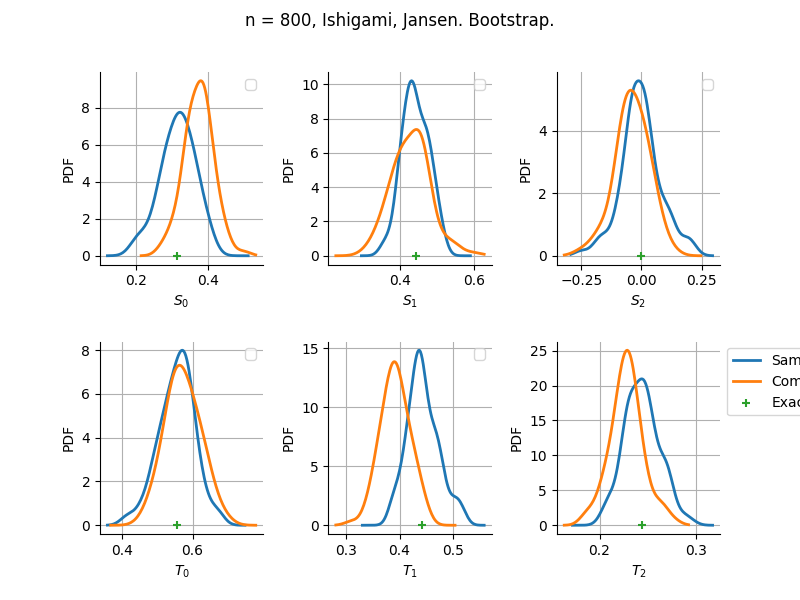 n = 800, Ishigami, Jansen. Bootstrap.
PDF
8
6
4
2
0
0.2 0.4
S0
PDF
10
8
6
4
2
0
0.4 0.6
S1
PDF
4
2
0
−0.25 0.00 0.25
S2
PDF
8
6
4
2
0
0.4 0.6
T0
PDF
15
10
5
0
0.3 0.4 0.5
T1
PDF
25
20
15
10
5
0
0.2 0.3
T2
Sam
Com
Exac